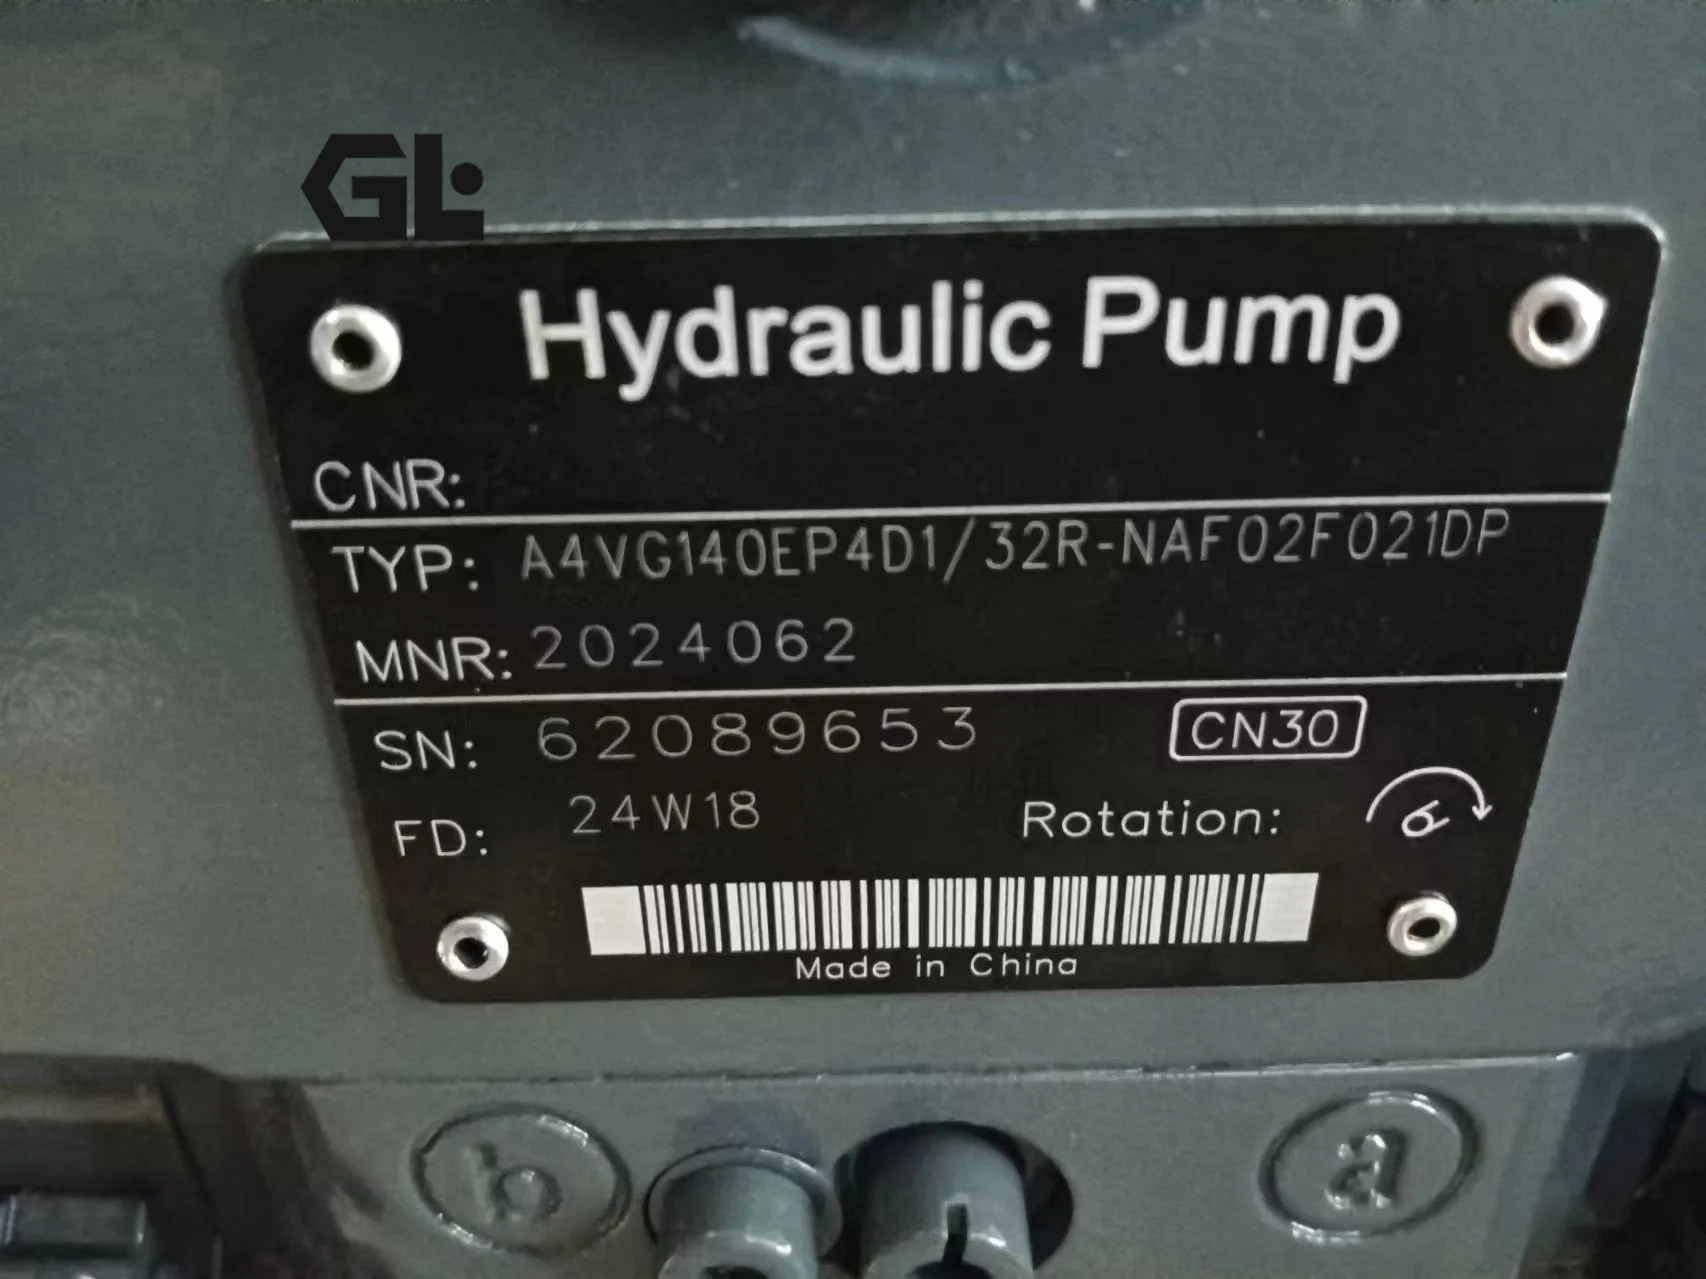 GL
Hydraulic Pump
CNR:
TYP: A4VG140EP4D1/32R-NAF02F021DP
MNR: 2024062
SN: 62089653 CN30
FD: 24W18 Rotation:
Made in China
b a